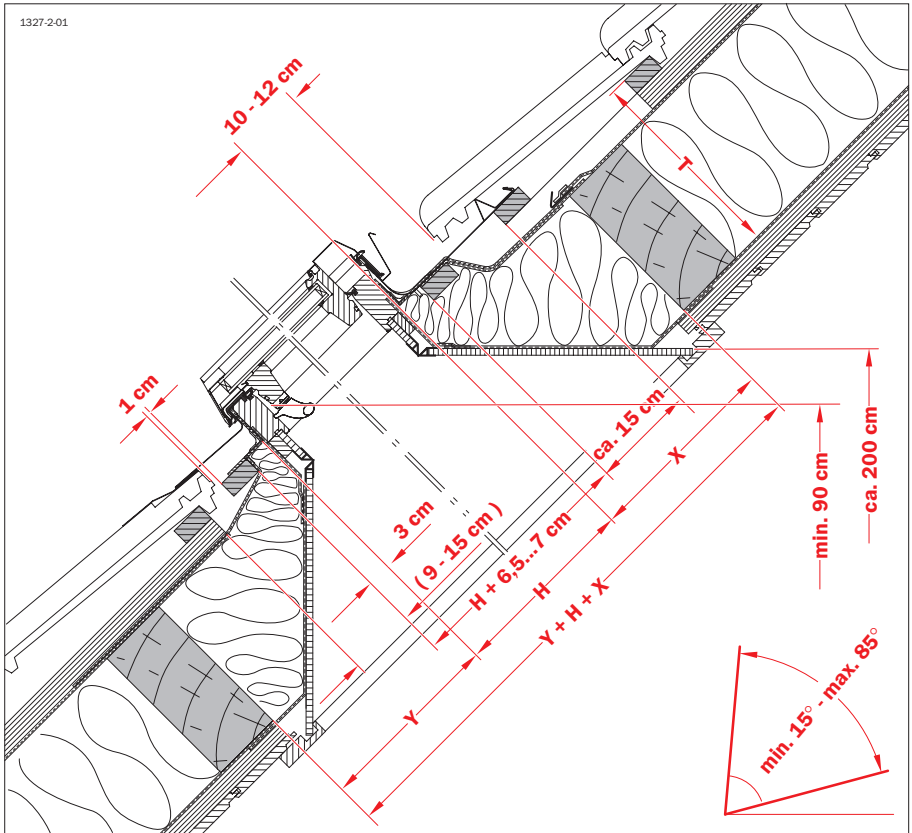 1327-2-01
10 - 12 cm
T
1 cm
ca. 15 cm
X
3 cm
( 9 - 15 cm )
H + 6,5...7 cm
H
Y + H + X
Y
min. 90 cm
ca. 200 cm
min. 15° - max. 85°